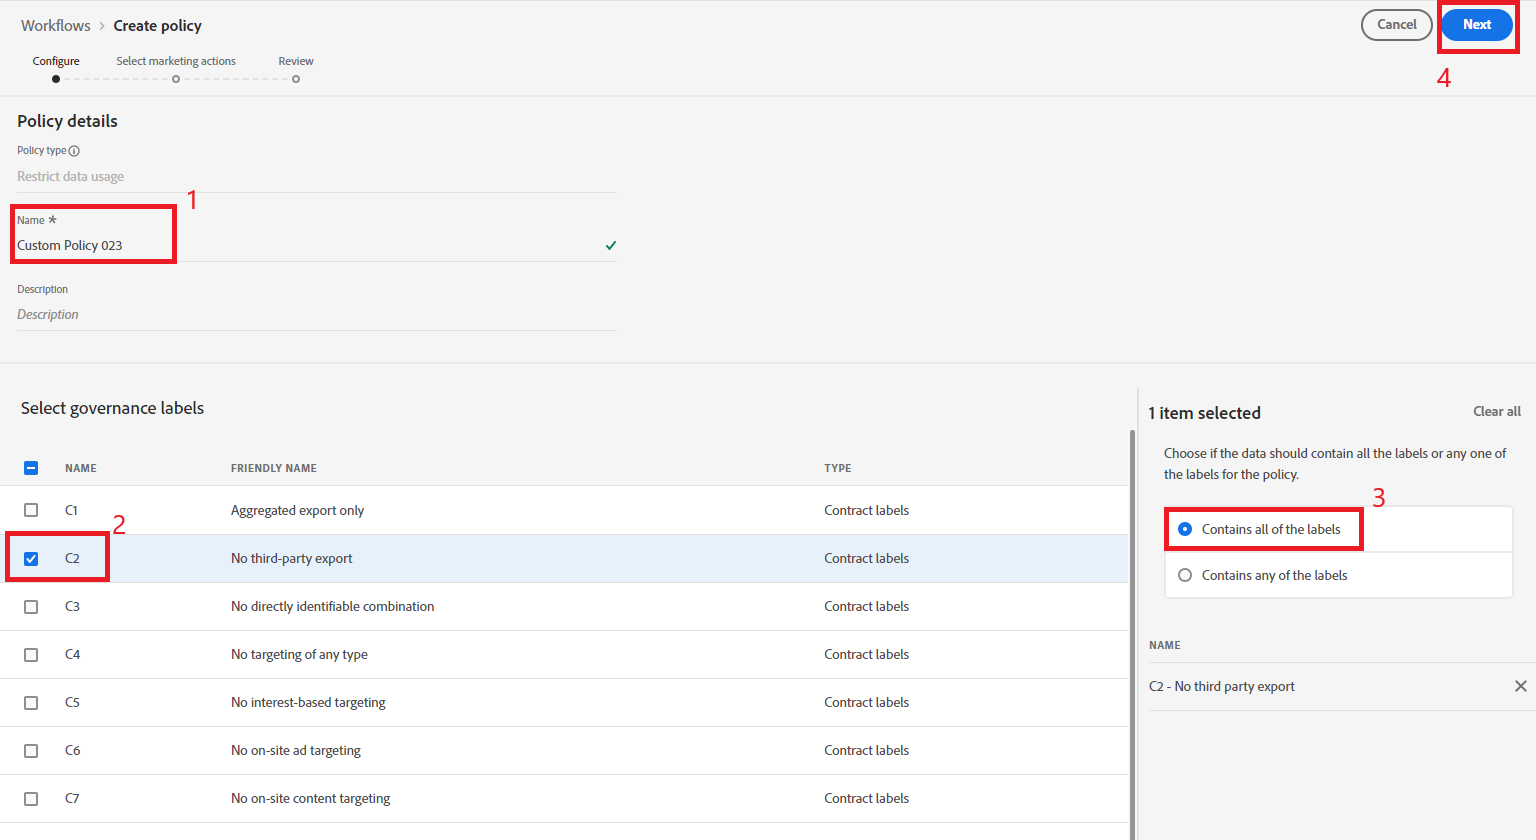 Workflows > Create policy
Cancel
Next
4
Configure
Select marketing actions
Review
Policy details
Policy type
Restrict data usage
1
Name *
Custom Policy 023
Description
Description
Select governance labels
NAME FRIENDLY NAME TYPE
C1 Aggregated export only Contract labels
2
C2 No third-party export Contract labels
C3 No directly identifiable combination Contract labels
C4 No targeting of any type Contract labels
C5 No interest-based targeting Contract labels
C6 No on-site ad targeting Contract labels
C7 No on-site content targeting Contract labels
1 item selected
Clear all
Choose if the data should contain all the labels or any one of
the labels for the policy.
3
Contains all of the labels
Contains any of the labels
NAME
C2 - No third party export